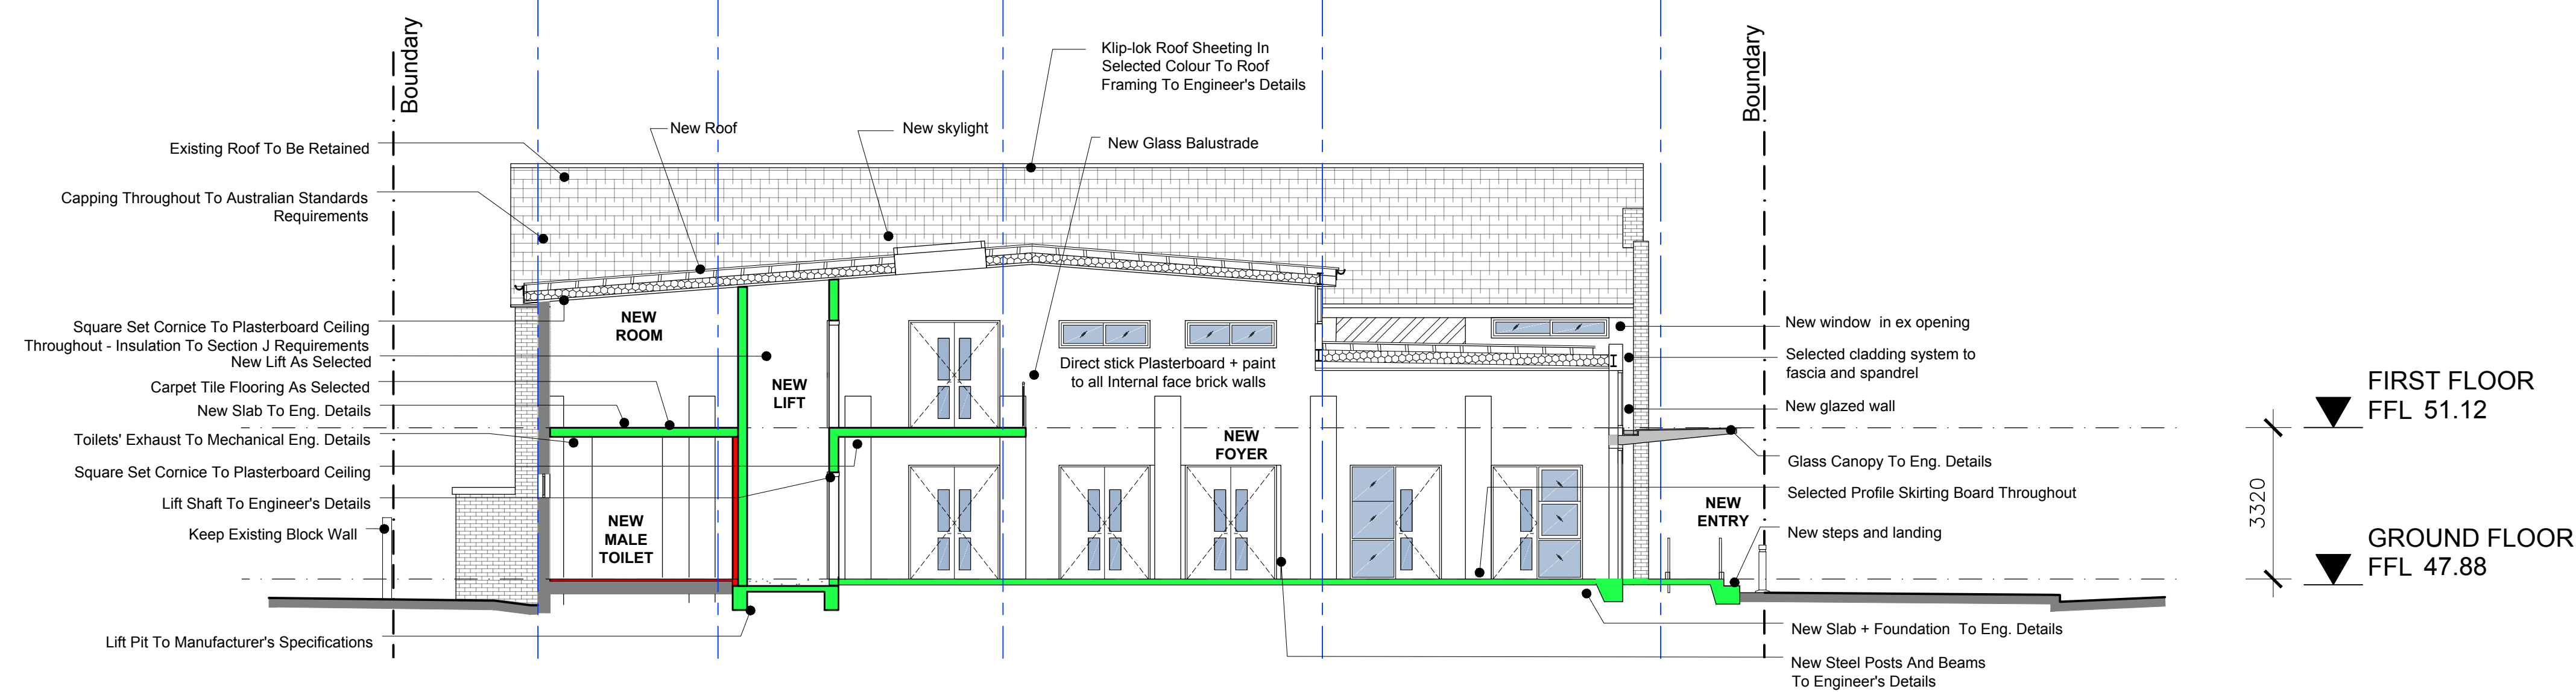 Boundary
Klip-lok Roof Sheeting In
Selected Colour To Roof
Framing To Engineer's Details
Boundary
New Roof
New skylight
New Glass Balustrade
Existing Roof To Be Retained
Capping Throughout To Australian Standards
Requirements
Square Set Cornice To Plasterboard Ceiling
Throughout - Insulation To Section J Requirements
New Lift As Selected
Carpet Tile Flooring As Selected
New Slab To Eng. Details
Toilets' Exhaust To Mechanical Eng. Details
Square Set Cornice To Plasterboard Ceiling
Lift Shaft To Engineer's Details
Keep Existing Block Wall
Lift Pit To Manufacturer's Specifications
NEW
ROOM
NEW
LIFT
NEW
MALE
TOILET
Direct stick Plasterboard + paint
to all Internal face brick walls
NEW
FOYER
NEW
ENTRY
New window in ex opening
Selected cladding system to
fascia and spandrel
New glazed wall
Glass Canopy To Eng. Details
Selected Profile Skirting Board Throughout
New steps and landing
New Slab + Foundation To Eng. Details
New Steel Posts And Beams
To Engineer's Details
FIRST FLOOR
FFL 51.12
3320
GROUND FLOOR
FFL 47.88